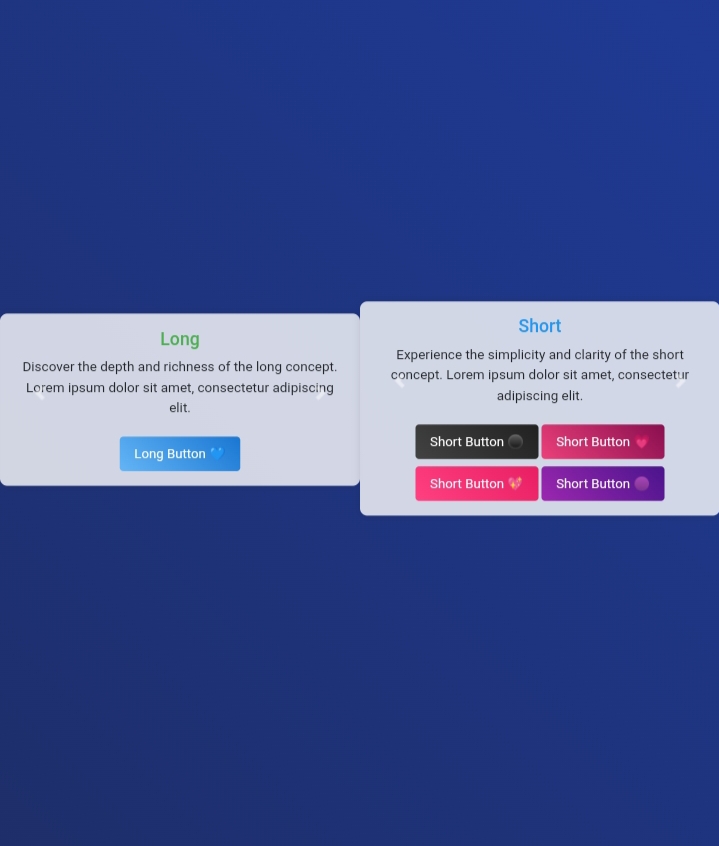 Long
Discover the depth and richness of the long concept.
Lorem ipsum dolor sit amet, consectetur adipiscing
elit.
Long Button 💙
Short
Experience the simplicity and clarity of the short
concept. Lorem ipsum dolor sit amet, consectetur
adipiscing elit.
Short Button ⚫ Short Button 💗
Short Button 💖 Short Button 🟣